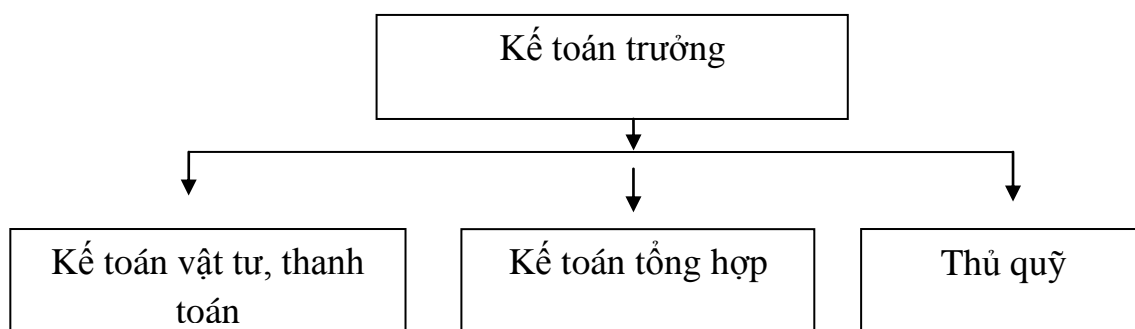 Kế toán trưởng
Kế toán vật tư, thanh
toán
Kế toán tổng hợp
Thủ quỹ